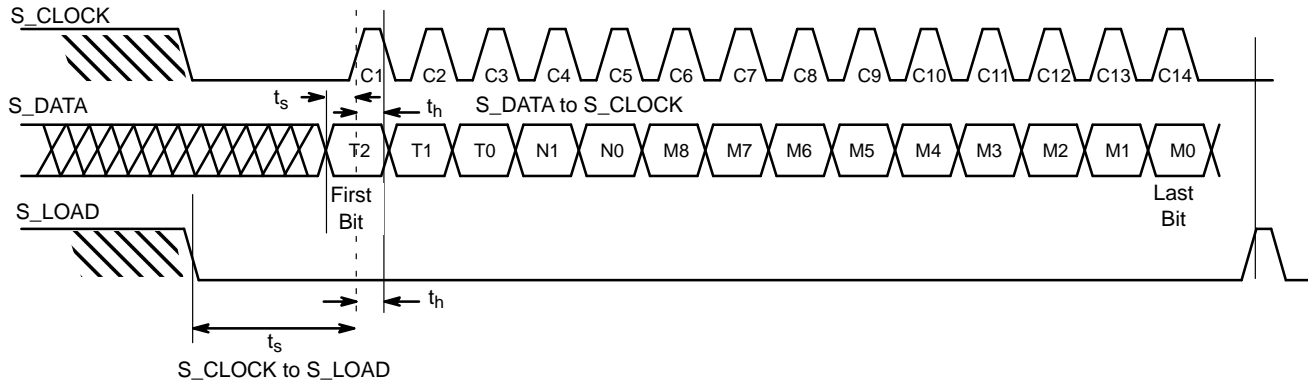 S_CLOCK
C1 C2 C3 C4 C5 C6 C7 C8 C9 C10 C11 C12 C13 C14
ts
S_DATA
th
S_DATA to S_CLOCK
T2 T1 T0 N1 N0 M8 M7 M6 M5 M4 M3 M2 M1 M0
First
Bit
Last
Bit
S_LOAD
th
ts
S_CLOCK to S_LOAD